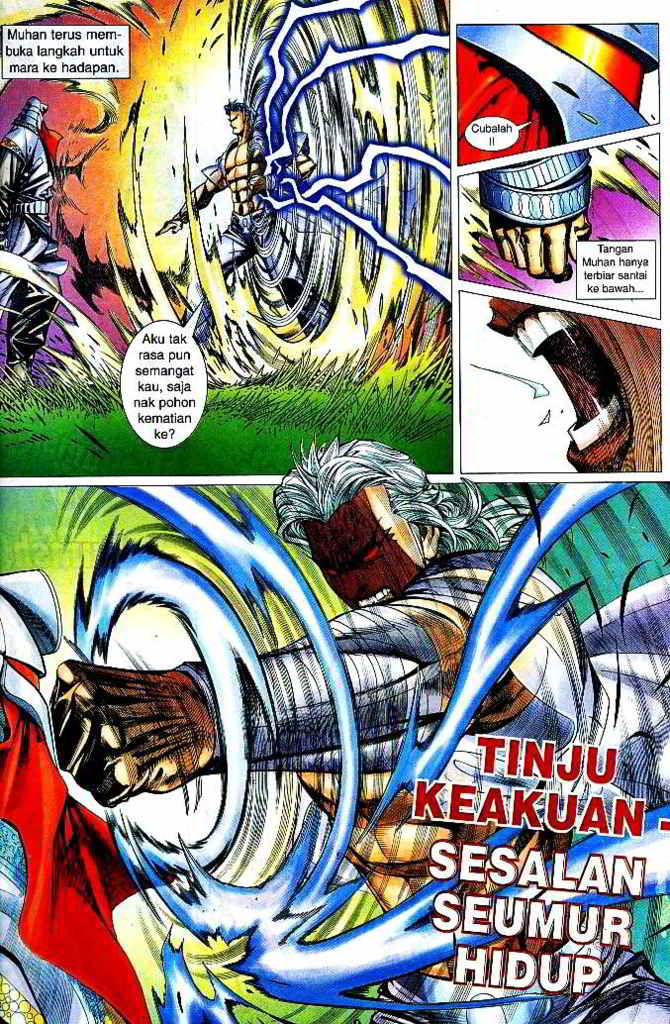 Muhan terus mem-
buka langkah untuk
mara ke hadapan.
Aku tak
rasa pun
semangat
kau, saja
nak pohon
kematian
ke?
Cubalah
!!
Tangan
Muhan hanya
terbiar santai
ke bawah...
TINJU
KEAKUAN -
SESALAN
SEUMUR
HIDUP